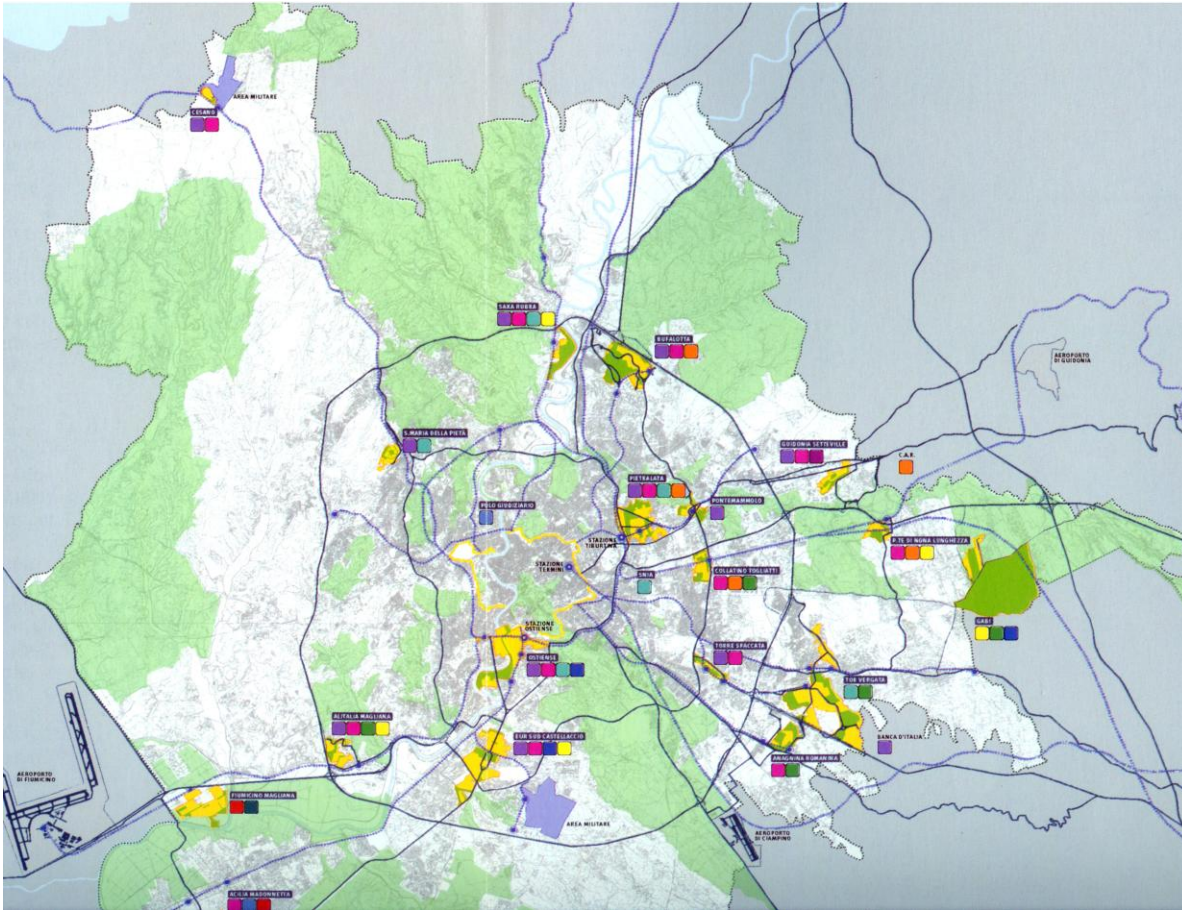 AREA MILITARE
CESANO
SAXA RUBRA
BUFALOTTA
AEROPORTO
DI GUIDONIA
S.MARIA DELLA PIETÀ
GUIDONIA SETTEVILLE
C.A.R.
PIETRALATA
POLO GIUDIZIARIO
PONTEMAMMOLO
STAZIONE
TIBURTINA
P.TE DI NONA LUNGHEZZA
STAZIONE
TERMINI
SNIA
COLLATINO TOGLIATTI
GABI
STAZIONE
OSTIENSE
OSTIENSE
TORRE SPACCATA
TOR VERGATA
ALITALIA MAGLIANA
EUR SUD CASTELLACCIO
BANCA D'ITALIA
ANAGNINA ROMANINA
AEROPORTO
DI FIUMICINO
FIUMICINO MAGLIANA
AREA MILITARE
AEROPORTO
DI CIAMPINO
ACILIA MADONNETTA